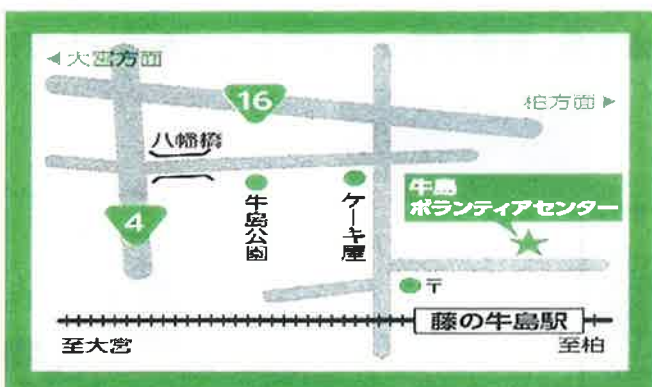 ◀大宮方面
16
柏方面▶
八幡橋
4
牛島公園
ケーキ屋
牛島
ボランティアセンター
〒
藤の牛島駅
至大宮
至柏